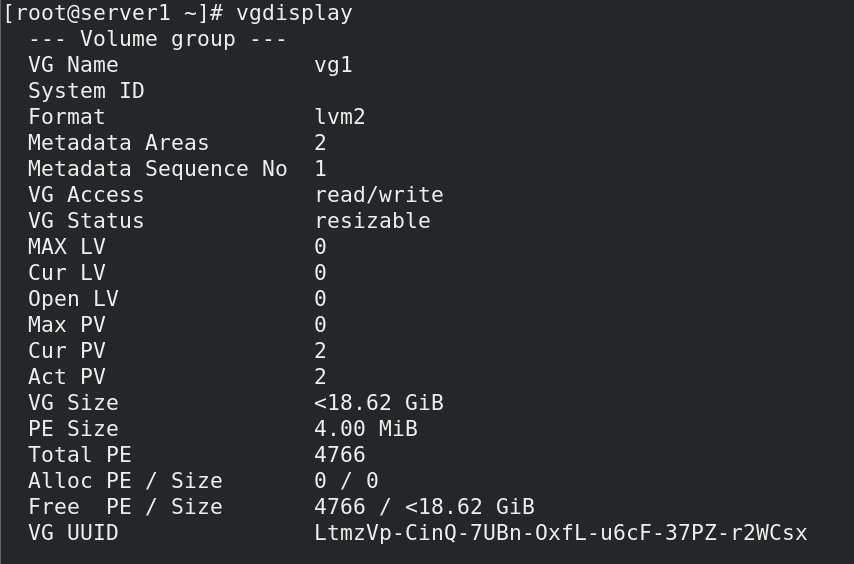 [root@server1 ~]# vgdisplay
  --- Volume group ---
  VG Name               vg1
  System ID
  Format                lvm2
  Metadata Areas        2
  Metadata Sequence No  1
  VG Access             read/write
  VG Status             resizable
  MAX LV                0
  Cur LV                0
  Open LV               0
  Max PV                0
  Cur PV                2
  Act PV                2
  VG Size               <18.62 GiB
  PE Size               4.00 MiB
  Total PE              4766
  Alloc PE / Size       0 / 0
  Free  PE / Size       4766 / <18.62 GiB
  VG UUID               LtmzVp-CinQ-7UBn-OxfL-u6cF-37PZ-r2WCsx